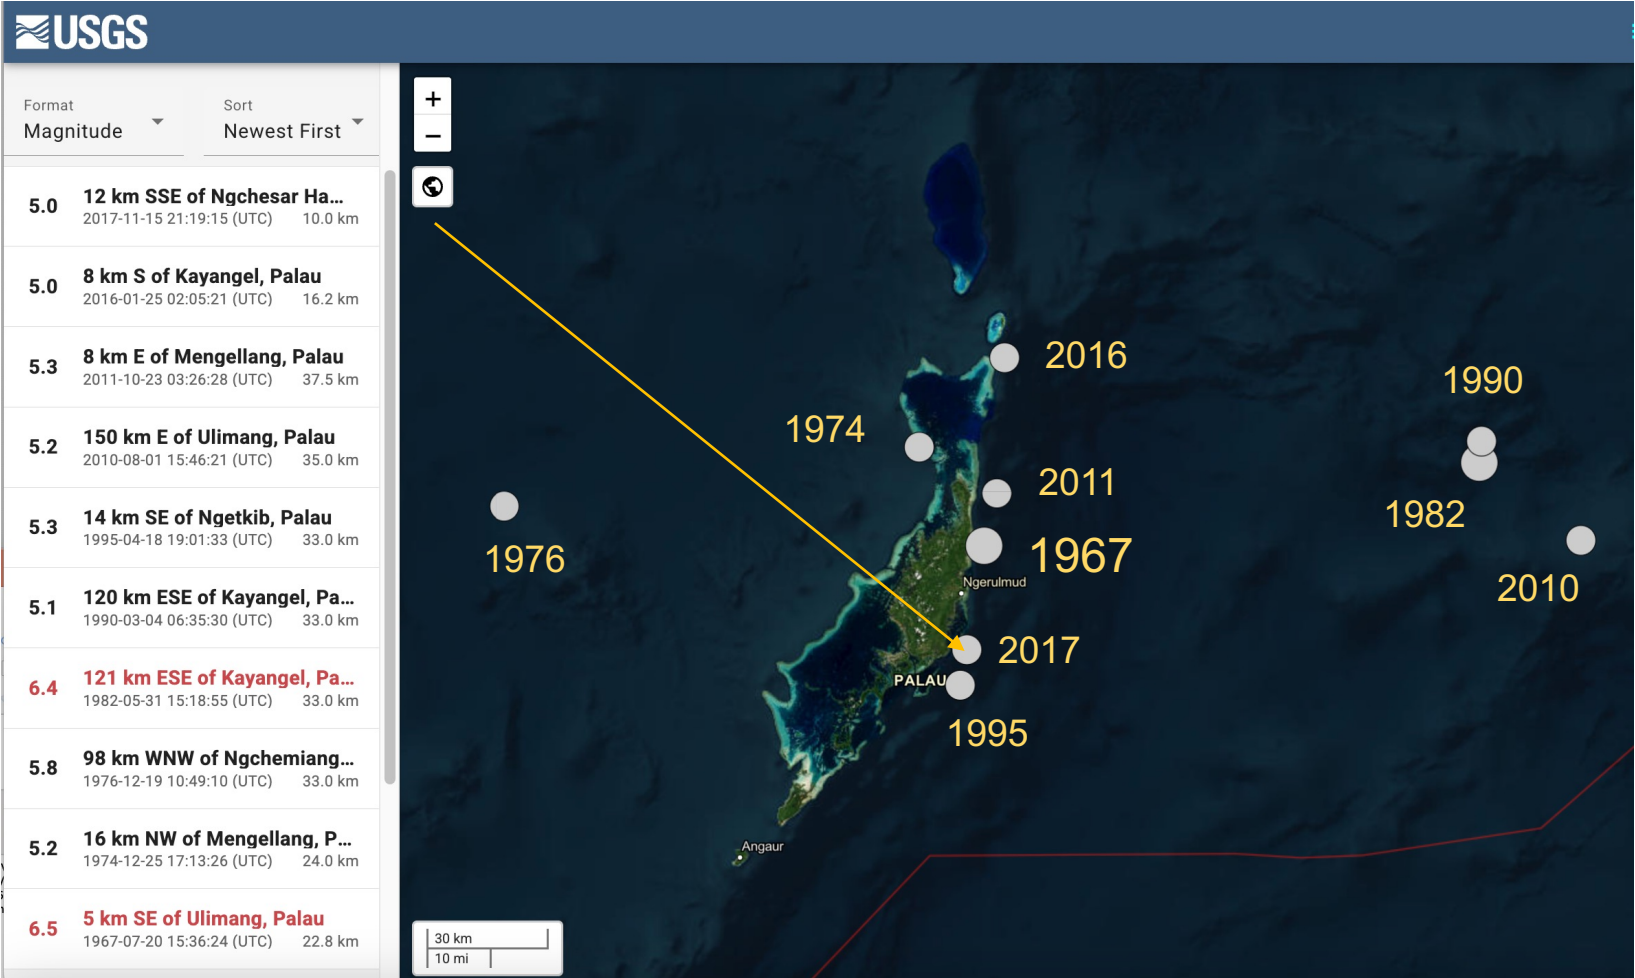 USGS
Format
Magnitude
Sort
Newest First
5.0
12 km SSE of Ngchesar Ha...
2017-11-15 21:19:15 (UTC) 10.0 km
5.0
8 km S of Kayangel, Palau
2016-01-25 02:05:21 (UTC) 16.2 km
5.3
8 km E of Mengellang, Palau
2011-10-23 03:26:28 (UTC) 37.5 km
5.2
150 km E of Ulimang, Palau
2010-08-01 15:46:21 (UTC) 35.0 km
5.3
14 km SE of Ngetkib, Palau
1995-04-18 19:01:33 (UTC) 33.0 km
5.1
120 km ESE of Kayangel, Pa...
1990-03-04 06:35:30 (UTC) 33.0 km
6.4
121 km ESE of Kayangel, Pa...
1982-05-31 15:18:55 (UTC) 33.0 km
5.8
98 km WNW of Ngchemiang...
1976-12-19 10:49:10 (UTC) 33.0 km
5.2
16 km NW of Mengellang, P...
1974-12-25 17:13:26 (UTC) 24.0 km
6.5
5 km SE of Ulimang, Palau
1967-07-20 15:36:24 (UTC) 22.8 km
+
−
2016
1990
1974
2011
1982
1976
1967
Ngerulmud
2010
2017
PALAU
1995
Angaur
30 km
10 mi